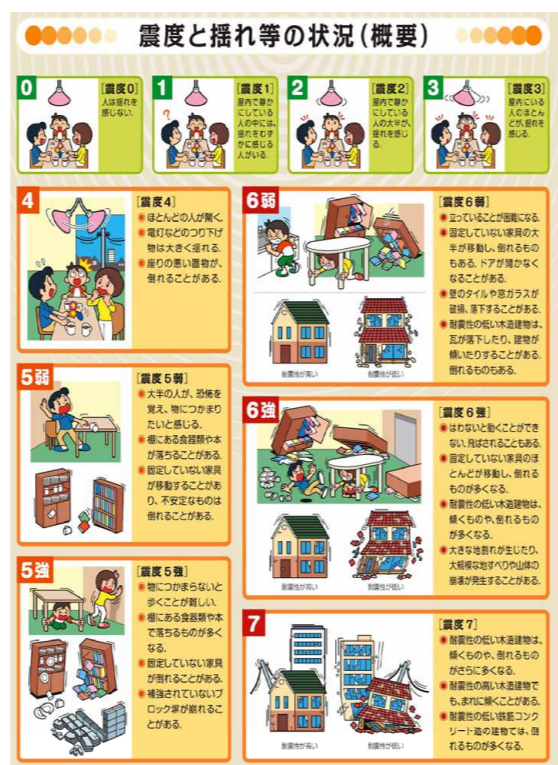 震度と揺れ等の状況(概要)
0
[震度0]
人は揺れを
感じない.
1
[震度1]
屋内で静か
にしている
人の中には、
揺れをわず
かに感じる
人がいる.
2
[震度2]
屋内で静か
にしている
人の大半が、
揺れを感じ
る.
3
[震度3]
屋内にいる
人のほとん
どが、揺れを
感じる.
4
[震度4]
●ほとんどの人が驚く.
●電灯などのつり下げ
物は大きく揺れる.
●座りの悪い置物が、
倒れることがある.
5弱
[震度5弱]
●大半の人が、恐怖を
覚え、物につかまり
たいと感じる.
●棚にある食器類や本
が落ちることがある.
●固定していない家具
が移動することがあ
り、不安定なものは
倒れることがある.
5強
[震度5強]
●物につかまらないと
歩くことが難しい.
●棚にある食器類や本
で落ちるものが多く
なる.
●固定していない家具
が倒れることがある.
●補強されていないブ
ロック塀が崩れるこ
とがある.
6弱
[震度6弱]
●立っていることが困難になる.
●固定していない家具の大
半が移動し、倒れるもの
もある.ドアが開かなく
なることがある.
●壁のタイルや窓ガラスが
破損、落下することがある.
●耐震性の低い木造建物は、
瓦が落下したり、建物が
傾いたりすることがある.
倒れるものもある.
耐震性が高い
耐震性が低い
6強
[震度6強]
●はわないと動くことができ
ない.飛ばされることもある.
●固定していない家具のほ
とんどが移動し、倒れる
ものが多くなる.
●耐震性の低い木造建物は、
傾くものや、倒れるもの
が多くなる.
●大きな地割れが生じたり、
大規模な地すべりや山体の
崩壊が発生することがある.
耐震性が高い
耐震性が低い
7
[震度7]
●耐震性の低い木造建物は、
傾くものや、倒れるもの
がさらに多くなる.
●耐震性の高い木造建物で
も、まれに傾くことがある.
●耐震性の低い鉄筋コンク
リート造の建物では、倒
れるものが多くなる.
耐震性が高い
耐震性が低い